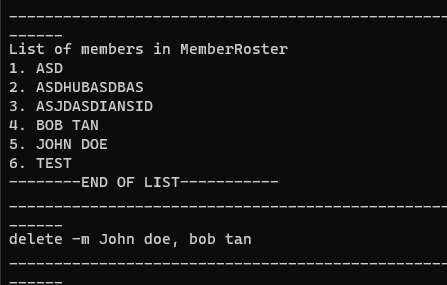 -------------------------------------------------
------
List of members in MemberRoster
1. ASD
2. ASDHUBASDBAS
3. ASJDASDIANSID
4. BOB TAN
5. JOHN DOE
6. TEST
--------END OF LIST-----------
-------------------------------------------------
------
delete -m John doe, bob tan
-------------------------------------------------
------